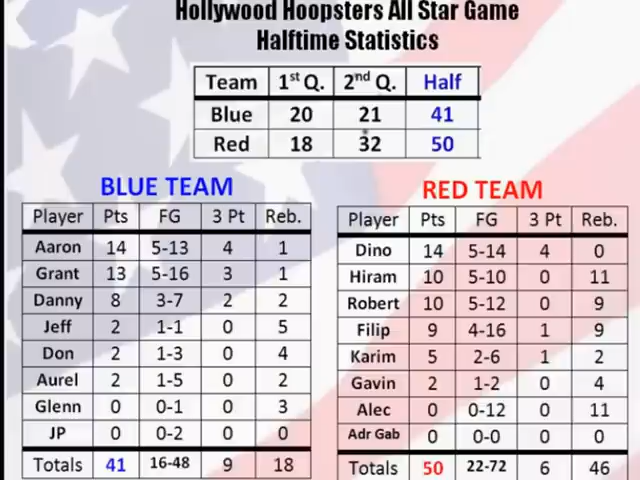 Hollywood Hoopsters All Star Game
Halftime Statistics
Team 1st Q. 2nd Q. Half
Blue 20 21 41
Red 18 32 50
BLUE TEAM
Player Pts FG 3 Pt Reb.
Aaron 14 5-13 4 1
Grant 13 5-16 3 1
Danny 8 3-7 2 2
Jeff 2 1-1 0 5
Don 2 1-3 0 4
Aurel 2 1-5 0 2
Glenn 0 0-1 0 3
JP 0 0-2 0 0
Totals 41 16-48 9 18
RED TEAM
Player Pts FG 3 Pt Reb.
Dino 14 5-14 4 0
Hiram 10 5-10 0 11
Robert 10 5-12 0 9
Filip 9 4-16 1 9
Karim 5 2-6 1 2
Gavin 2 1-2 0 4
Alec 0 0-12 0 11
Adr Gab 0 0-0 0 0
Totals 50 22-72 6 46